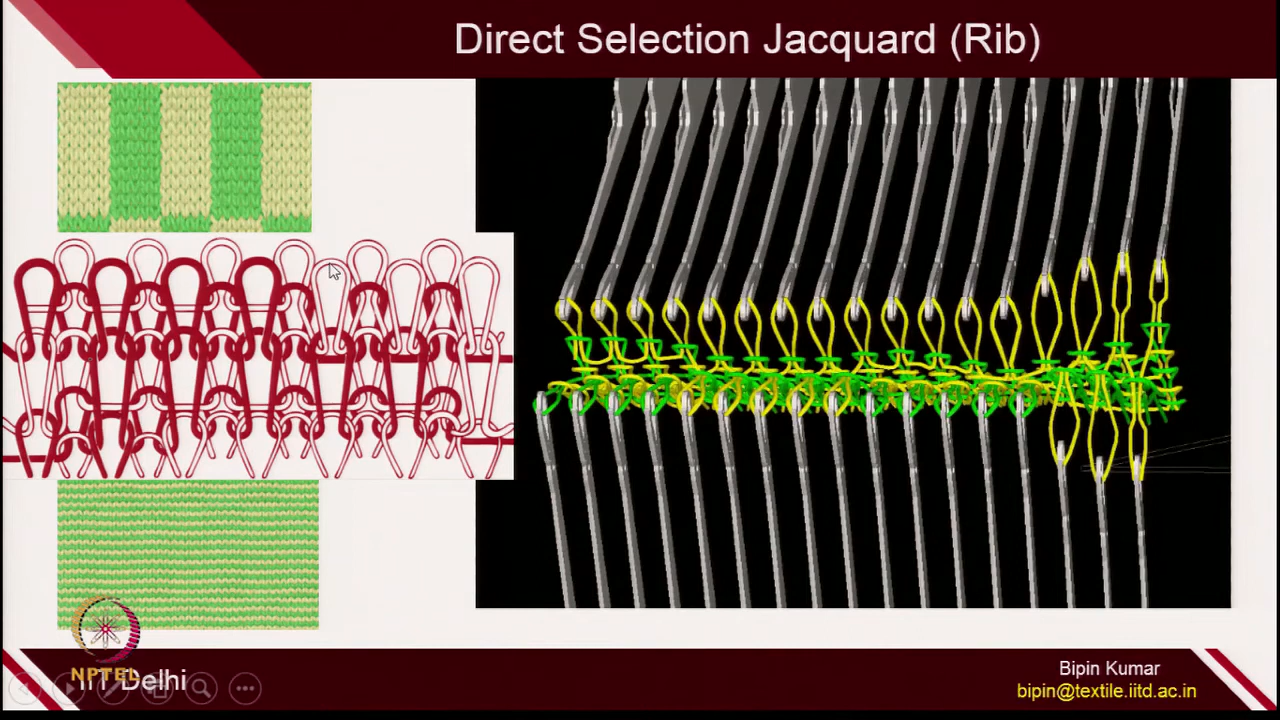 Direct Selection Jacquard (Rib)
NPTEL
IIT Delhi
Bipin Kumar
bipin@textile.iitd.ac.in